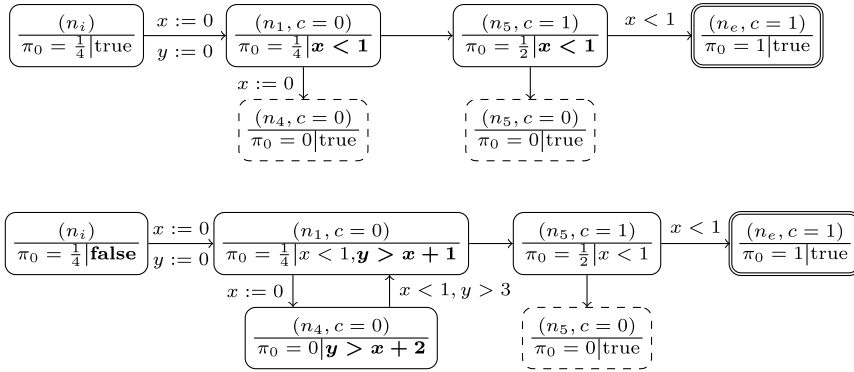 (n_i) x := 0 (n_1, c = 0) (n_5, c = 1) x < 1 (n_e, c = 1)
π_0 = 1/4|true y := 0 π_0 = 1/4|x < 1 π_0 = 1/2|x < 1 π_0 = 1|true
x := 0
(n_4, c = 0) (n_5, c = 0)
π_0 = 0|true π_0 = 0|true
(n_i) x := 0 (n_1, c = 0) (n_5, c = 1) x < 1 (n_e, c = 1)
π_0 = 1/4|false y := 0 π_0 = 1/4|x < 1,y > x + 1 π_0 = 1/2|x < 1 π_0 = 1|true
x := 0 x < 1, y > 3
(n_4, c = 0) (n_5, c = 0)
π_0 = 0|y > x + 2 π_0 = 0|true